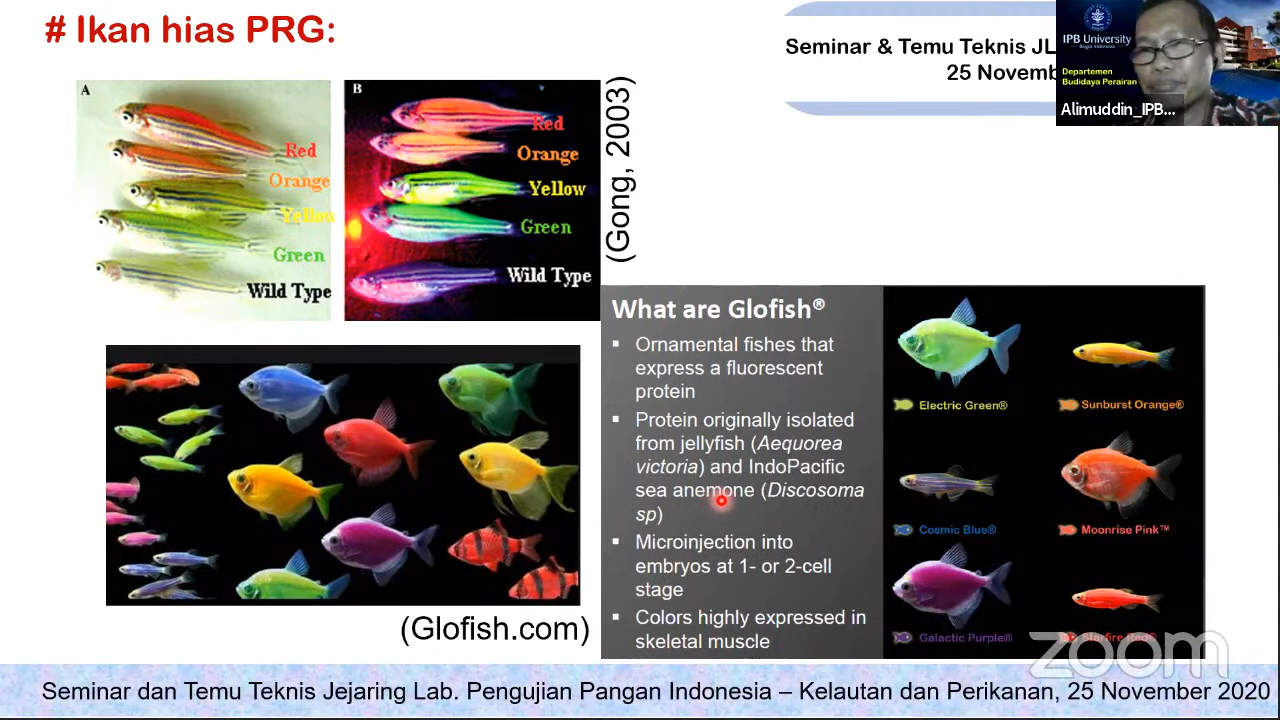 # Ikan hias PRG:
Seminar & Temu Teknis JL
25 Novemb
IPB University
Bogor Indonesia
Departemen
Budidaya Perairan
Alimuddin_IPB...
A
Red
Orange
Yellow
Green
Wild Type
B
Red
Orange
Yellow
Green
Wild Type
(Gong, 2003)
(Glofish.com)
What are Glofish®
▪ Ornamental fishes that
express a fluorescent
protein
▪ Protein originally isolated
from jellyfish (Aequorea
victoria) and IndoPacific
sea anemone (Discosoma
sp)
▪ Microinjection into
embryos at 1- or 2-cell
stage
▪ Colors highly expressed in
skeletal muscle
Electric Green®
Sunburst Orange®
Cosmic Blue®
Moonrise Pink™
Galactic Purple®
Starfire Red®
zoom
Seminar dan Temu Teknis Jejaring Lab. Pengujian Pangan Indonesia – Kelautan dan Perikanan, 25 November 2020